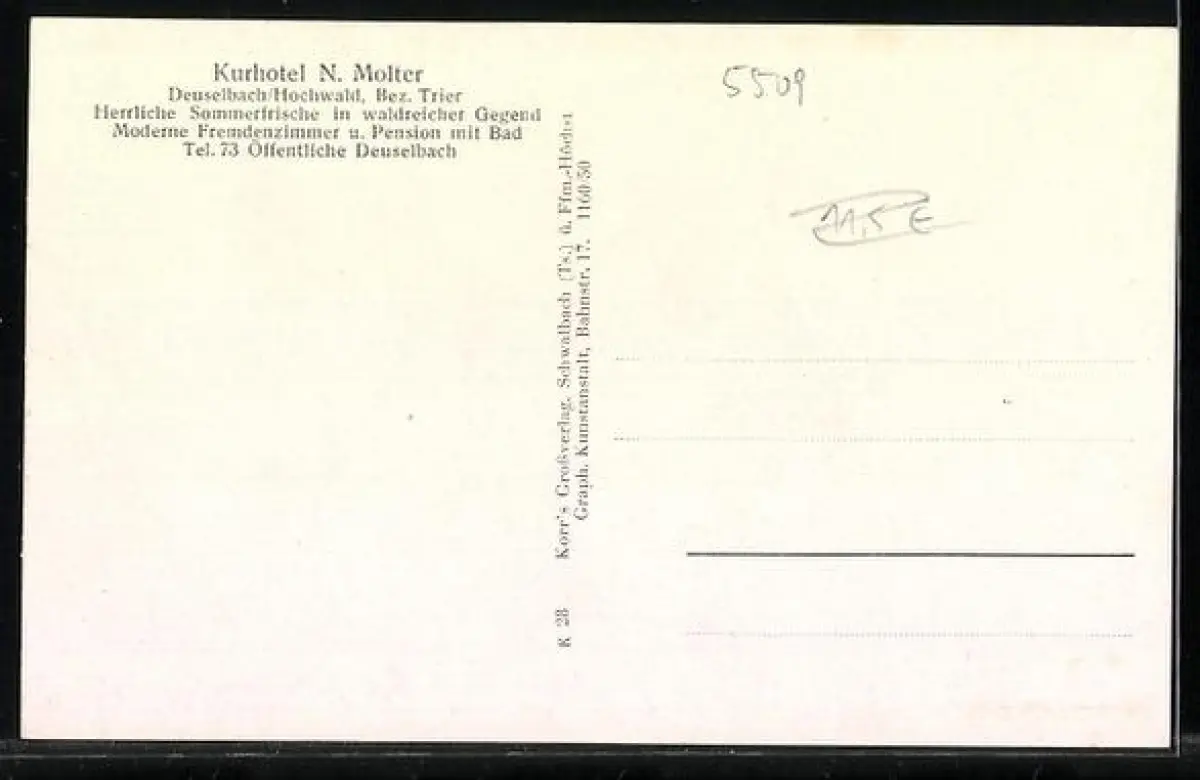 Kurhotel N. Molter
Deuselbach/Hochwald, Bez. Trier
Herrliche Sommerfrische in waldreicher Gegend
Moderne Fremdenzimmer u. Pension mit Bad
Tel. 73 Öffentliche Deuselbach
K 28 Korr's Großverlag, Schwalbach (Ts.) ü. Ffm.-Höchst
Graph. Kunstanstalt, Bahnstr. 17. 1160/50
5509
11,5 €